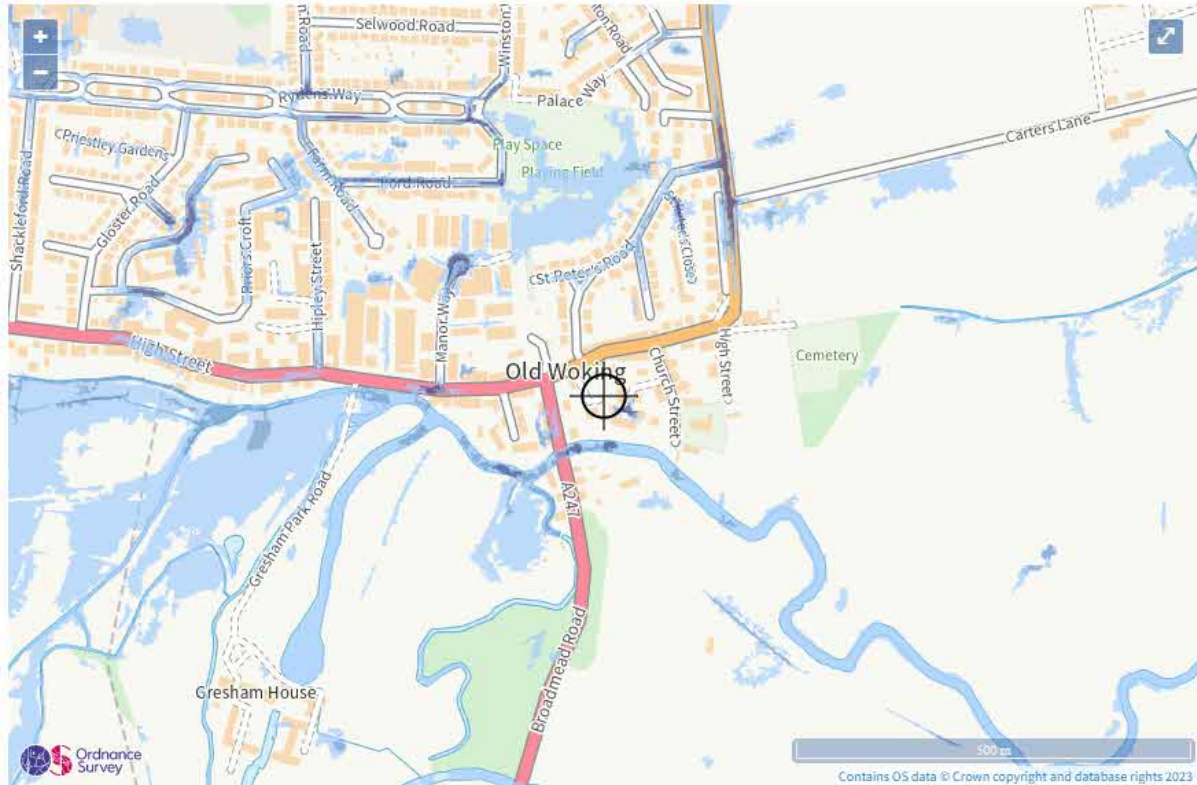 +
−
Selwood Road
Rydens Way
Palace Way
Carters Lane
Play Space
Playing Field
Priestley Gardens
Shackleford Road
Gloster Road
Farm Road
Ford Road
Priors Croft
Hipley Street
Manor Way
St Peter's Road
St Peter's Close
High Street
Old Woking
Church Street
High Street
Cemetery
A247
Gresham Park Road
Broadmead Road
Gresham House
Ordnance
Survey
500 m
Contains OS data © Crown copyright and database rights 2023